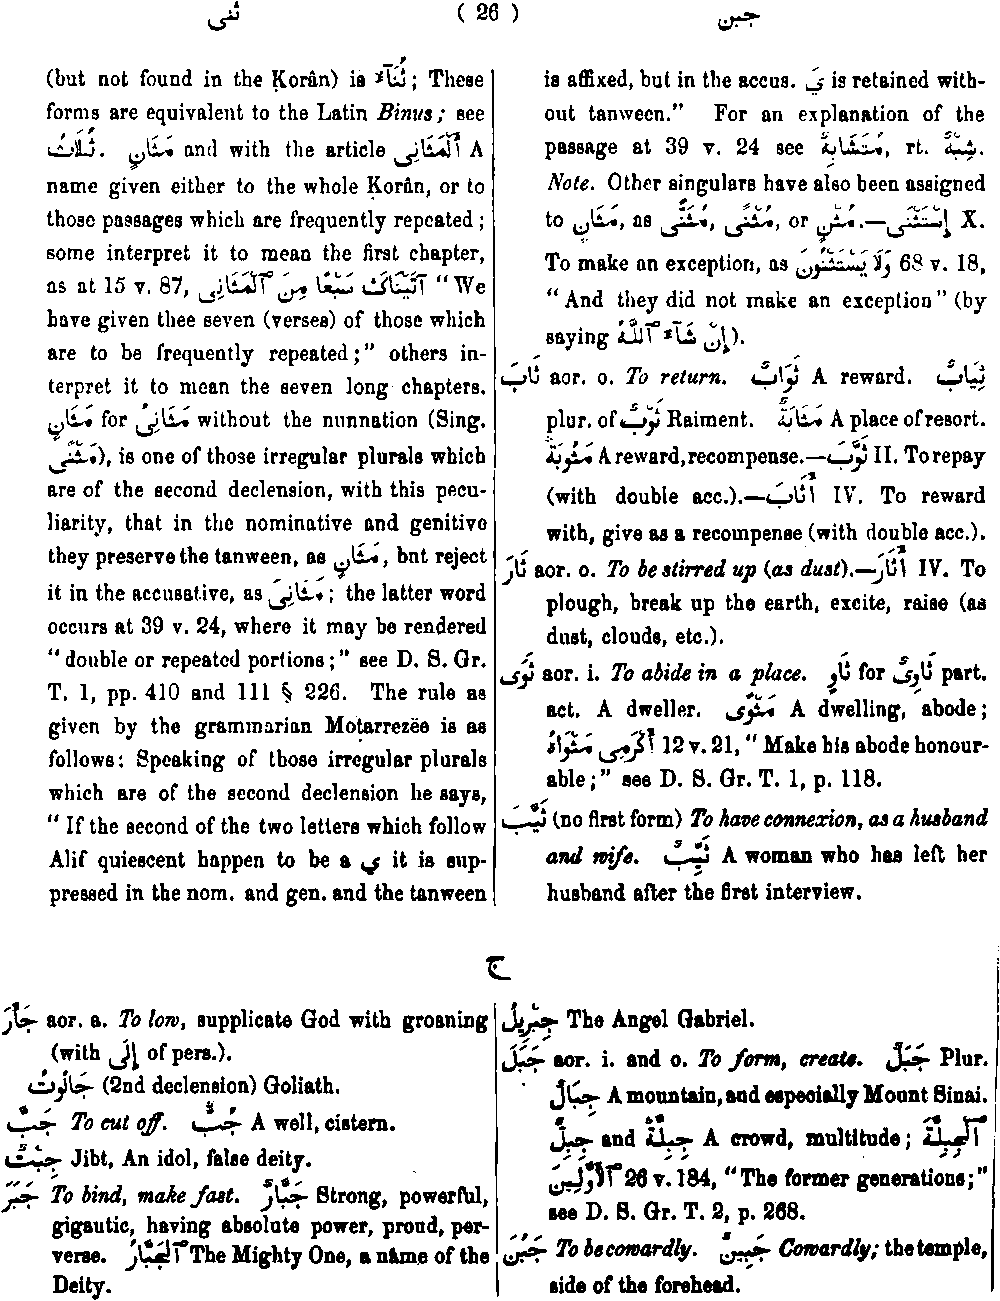 ثنى ( 26 ) جبن
(but not found in the Ḳorân) is ثُنَآءَ; These
forms are equivalent to the Latin Binus; see
ثُلَاثَ. مَثَانٍ and with the article اَلْمَثَانِى A
name given either to the whole Ḳorân, or to
those passages which are frequently repeated;
some interpret it to mean the first chapter,
as at 15 v. 87, آتَيْنَاكَ سَبْعًا مِنَ ٱلْمَثَانِى “We
have given thee seven (verses) of those which
are to be frequently repeated;” others in-
terpret it to mean the seven long chapters.
مَثَانٍ for مَثَانِىُ without the nunnation (Sing.
مَثْنًى), is one of those irregular plurals which
are of the second declension, with this pecu-
liarity, that in the nominative and genitive
they preserve the tanween, as مَثَانٍ, but reject
it in the accusative, as مَثَانِىَ; the latter word
occurs at 39 v. 24, where it may be rendered
“double or repeated portions;” see D. S. Gr.
T. 1, pp. 410 and 111 § 226. The rule as
given by the grammarian Moṭarrezëe is as
follows: Speaking of those irregular plurals
which are of the second declension he says,
“If the second of the two letters which follow
Alif quiescent happen to be a ي it is sup-
pressed in the nom. and gen. and the tanween
is affixed, but in the accus. ىَ is retained with-
out tanween.” For an explanation of the
passage at 39 v. 24 see مُتَشَابِهٌ, rt. شِبْهٌ.
Note. Other singulars have also been assigned
to مَثَانٍ, as مُثَنًّى, مُثْنًى, or مُثْنٍ.—إِسْتَثْنَى X.
To make an exception, as وَلَا يَسْتَثْنُونَ 68 v. 18,
“And they did not make an exception” (by
saying إِنْ شَآءَ ٱللّٰهُ).
ثَابَ aor. o. To return. ثَوَابٌ A reward. ثِيَابٌ
plur. of ثَوْبٌ Raiment. مَثَابَةٌ A place of resort.
مَثُوبَةٌ A reward, recompense.—ثَوَّبَ II. To repay
(with double acc.).—أَثَابَ IV. To reward
with, give as a recompense (with double acc.).
ثَارَ aor. o. To be stirred up (as dust).—أَثَارَ IV. To
plough, break up the earth, excite, raise (as
dust, clouds, etc.).
ثَوَى aor. i. To abide in a place. ثَاوٍ for ثَاوِىٌ part.
act. A dweller. مَثْوًى A dwelling, abode;
أَكْرِمِى مَثْوَاهُ 12 v. 21, “Make his abode honour-
able;” see D. S. Gr. T. 1, p. 118.
ثَيَّبَ (no first form) To have connexion, as a husband
and wife. ثَيِّبٌ A woman who has left her
husband after the first interview.
ج
جَأَرَ aor. a. To low, supplicate God with groaning
(with إِلَى of pers.).
جَالُوتُ (2nd declension) Goliath.
جَبَّ To cut off. جُبٌّ A well, cistern.
جِبْتٌ Jibt, An idol, false deity.
جَبَرَ To bind, make fast. جَبَّارٌ Strong, powerful,
gigautic, having absolute power, proud, per-
verse. اَلْجَبَّارُ The Mighty One, a name of the
Deity.
جِبْرِيلُ The Angel Gabriel.
جَبَلَ aor. i. and o. To form, create. جَبَلٌ Plur.
جِبَالٌ A mountain, and especially Mount Sinai.
جِبِلٌّ and جِبِلَّةٌ A crowd, multitude; اَلْجِبِلَّةَ
ٱلْأَوَّلِينَ 26 v. 184, “The former generations;”
see D. S. Gr. T. 2, p. 268.
جَبُنَ To be cowardly. جَبِينٌ Cowardly; the temple,
side of the forehead.